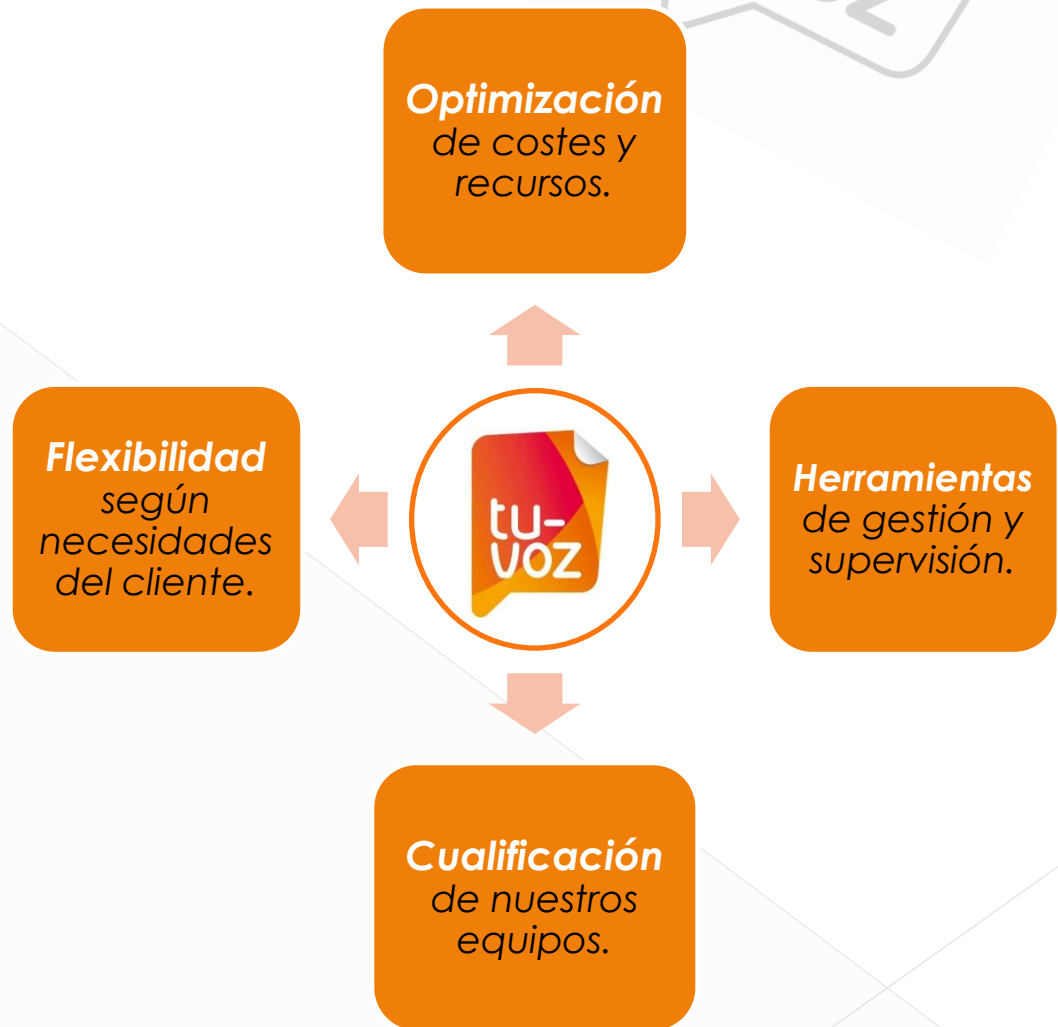 Optimización
de costes y
recursos.
Flexibilidad
según
necesidades
del cliente.
tu-
voz
Herramientas
de gestión y
supervisión.
Cualificación
de nuestros
equipos.